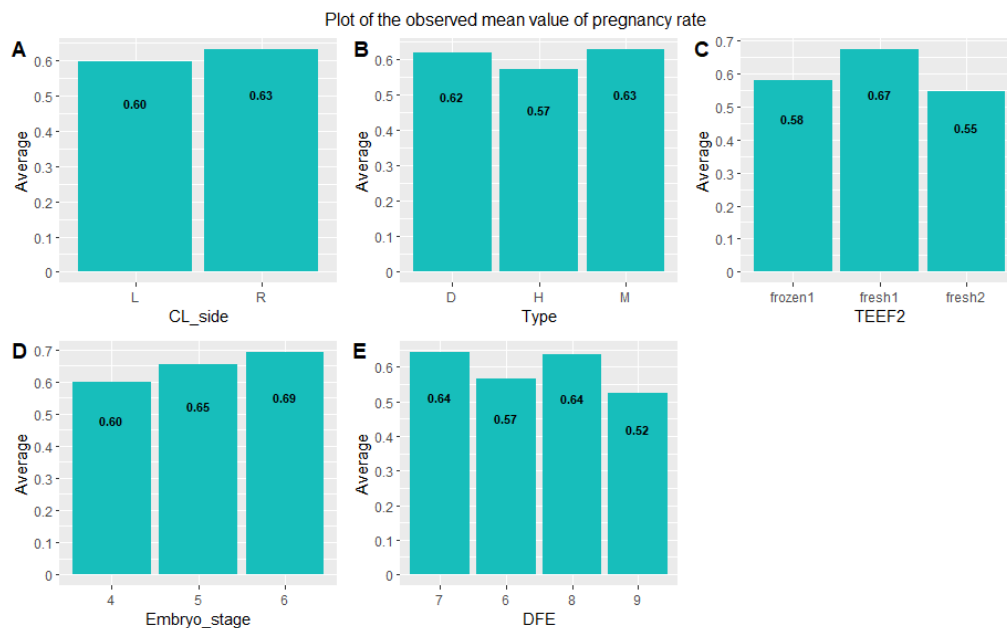 Plot of the observed mean value of pregnancy rate
A
0.6
0.5
0.4
0.3
0.2
0.1
0
Average
0.60
0.63
L R
CL_side
B
0.6
0.5
0.4
0.3
0.2
0.1
0
Average
0.62
0.57
0.63
D H M
Type
C
0.7
0.6
0.5
0.4
0.3
0.2
0.1
0
Average
0.58
0.67
0.55
frozen1 fresh1 fresh2
TEEF2
D
0.7
0.6
0.5
0.4
0.3
0.2
0.1
0
Average
0.60
0.65
0.69
4 5 6
Embryo_stage
E
0.6
0.5
0.4
0.3
0.2
0.1
0
Average
0.64
0.57
0.64
0.52
7 6 8 9
DFE